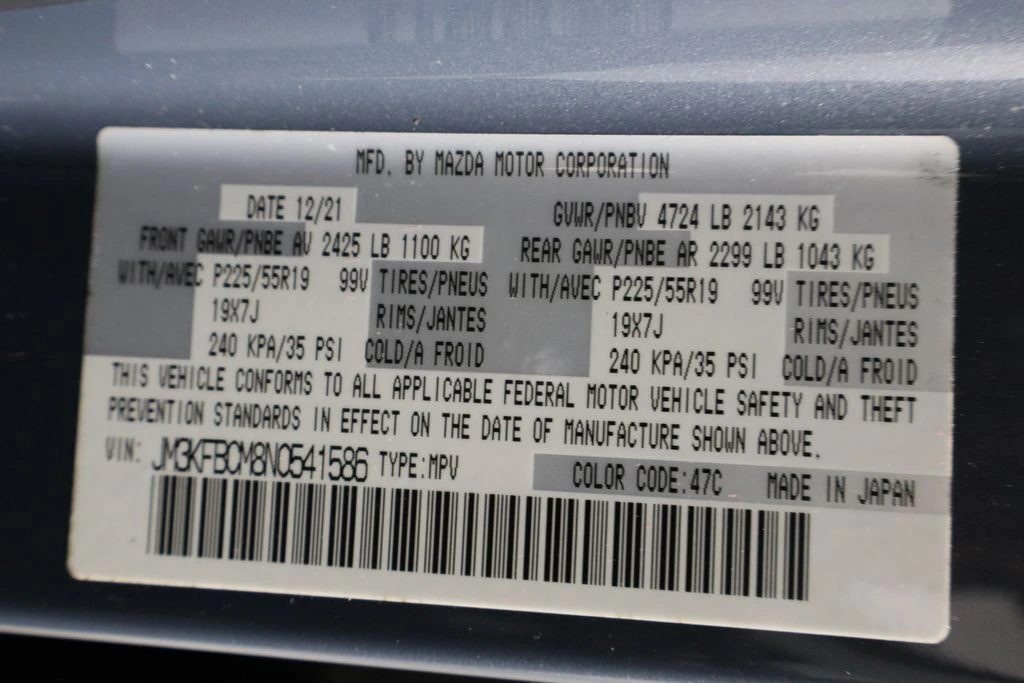 MFD. BY MAZDA MOTOR CORPORATION
DATE 12/21 GVWR/PNBV 4724 LB 2143 KG
FRONT GAWR/PNBE AV 2425 LB 1100 KG REAR GAWR/PNBE AR 2299 LB 1043 KG
WITH/AVEC P225/55R19 99V TIRES/PNEUS WITH/AVEC P225/55R19 99V TIRES/PNEUS
19X7J RIMS/JANTES 19X7J RIMS/JANTES
240 KPA/35 PSI COLD/A FROID 240 KPA/35 PSI COLD/A FROID
THIS VEHICLE CONFORMS TO ALL APPLICABLE FEDERAL MOTOR VEHICLE SAFETY AND THEFT
PREVENTION STANDARDS IN EFFECT ON THE DATE OF MANUFACTURE SHOWN ABOVE.
VIN: JM3KFBCM8N0541586 TYPE:MPV COLOR CODE:47C MADE IN JAPAN